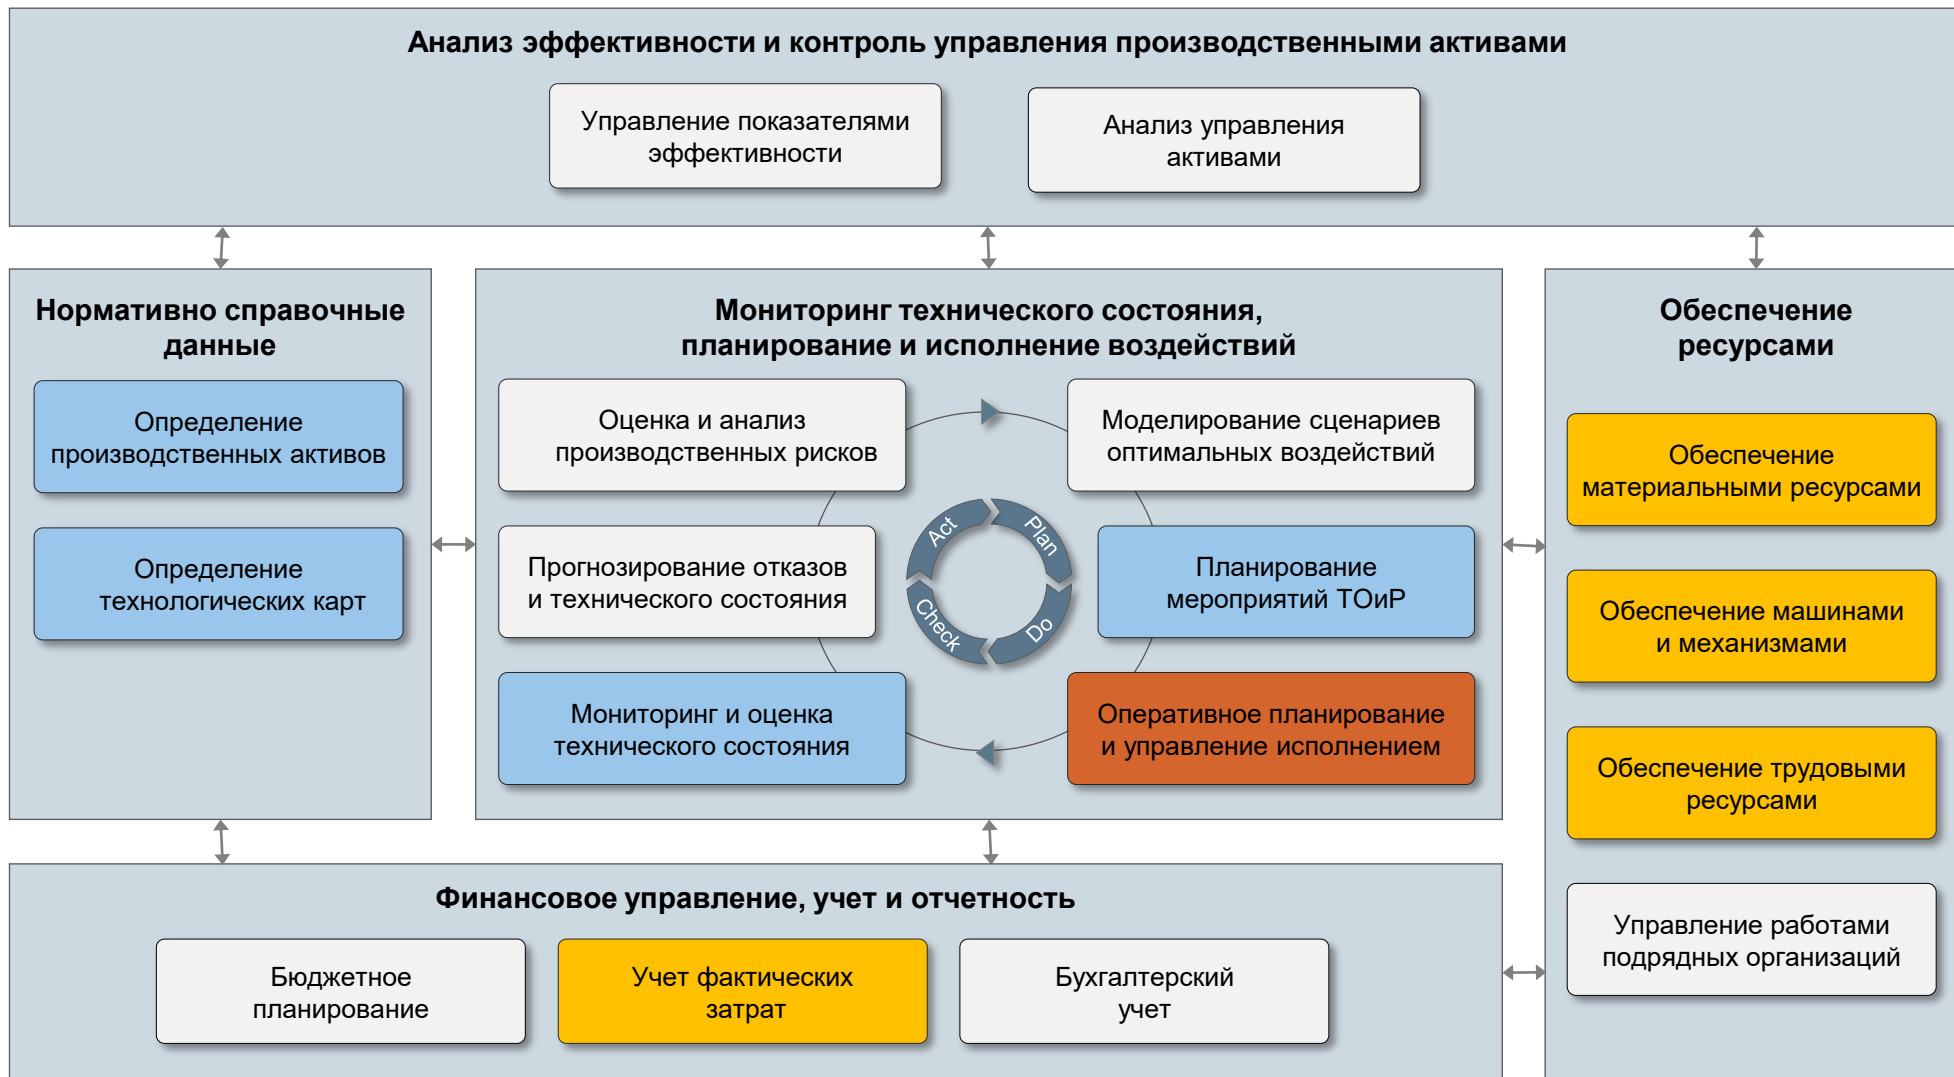 Анализ эффективности и контроль управления производственными активами
Управление показателями
эффективности
Анализ управления
активами
Нормативно справочные
данные
Определение
производственных активов
Определение
технологических карт
Мониторинг технического состояния,
планирование и исполнение воздействий
Оценка и анализ
производственных рисков
Моделирование сценариев
оптимальных воздействий
Прогнозирование отказов
и технического состояния
Act
Plan
Check
Do
Планирование
мероприятий ТОиР
Мониторинг и оценка
технического состояния
Оперативное планирование
и управление исполнением
Обеспечение
ресурсами
Обеспечение
материальными ресурсами
Обеспечение машинами
и механизмами
Обеспечение трудовыми
ресурсами
Управление работами
подрядных организаций
Финансовое управление, учет и отчетность
Бюджетное
планирование
Учет фактических
затрат
Бухгалтерский
учет